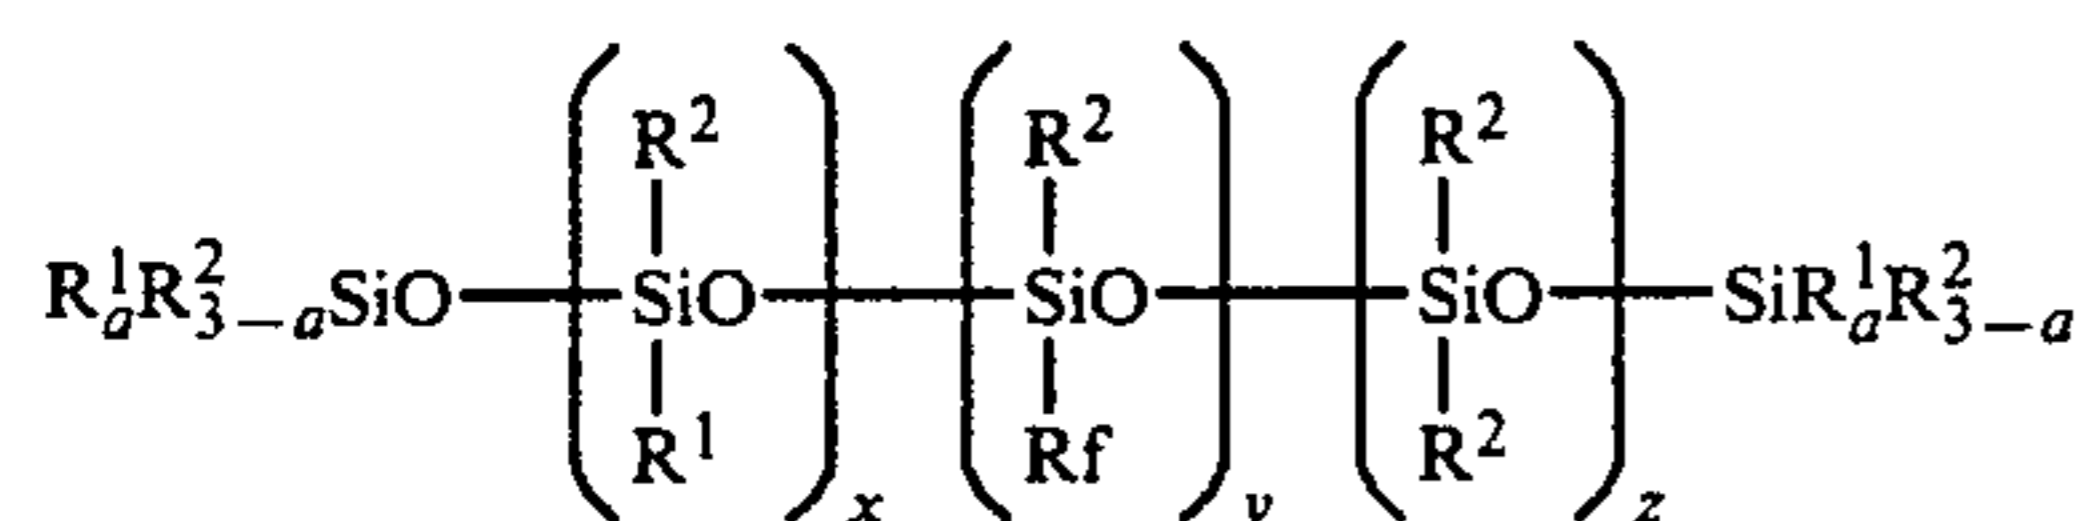 R² R² R²
R¹ₐR²₃₋ₐSiO—(SiO)—(SiO)—(SiO)—SiR¹ₐR²₃₋ₐ
R¹ Rf R²
x v z